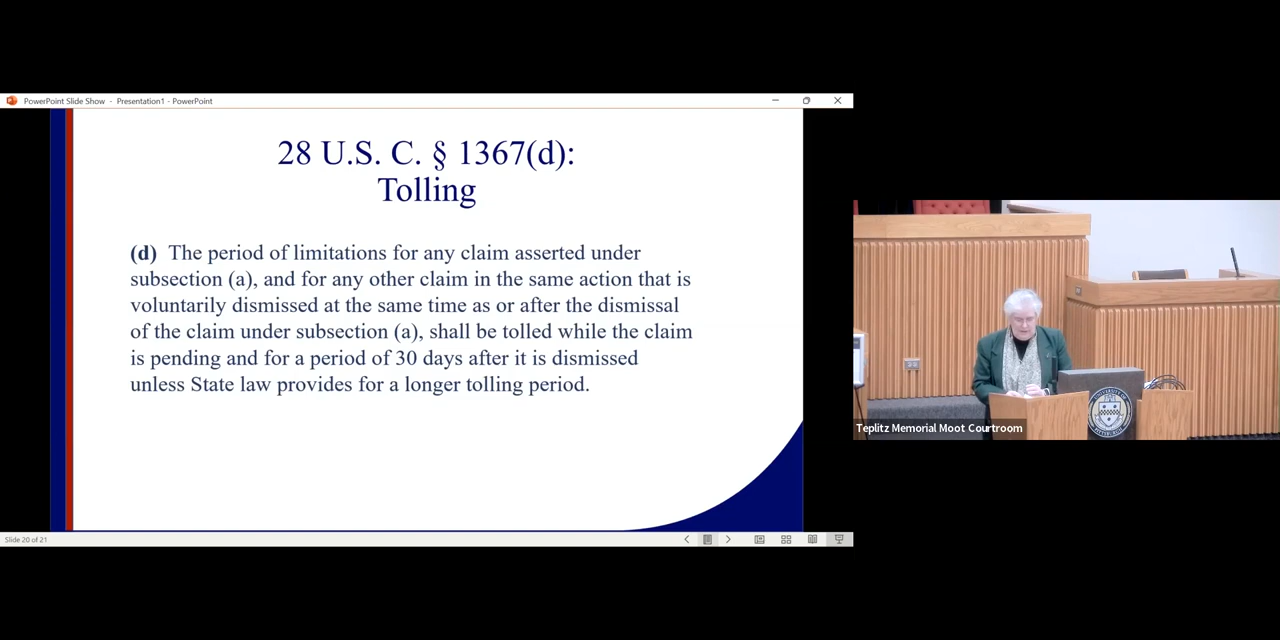 PowerPoint Slide Show - Presentation1 - PowerPoint
28 U.S. C. § 1367(d):
Tolling
(d) The period of limitations for any claim asserted under
subsection (a), and for any other claim in the same action that is
voluntarily dismissed at the same time as or after the dismissal
of the claim under subsection (a), shall be tolled while the claim
is pending and for a period of 30 days after it is dismissed
unless State law provides for a longer tolling period.
Slide 20 of 21
Teplitz Memorial Moot Courtroom
UNIVERSITY OF
PITTSBURGH